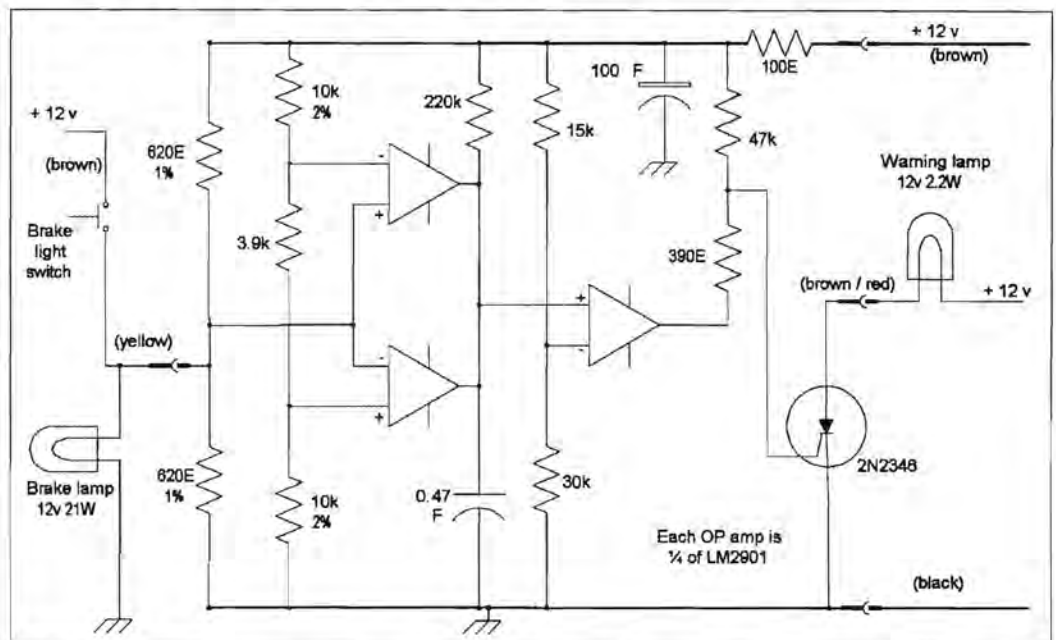 + 12 v
(brown)
Brake
light
switch
(yellow)
Brake lamp
12v 21W
620E
1%
620E
1%
10k
2%
3.9k
10k
2%
-
+
-
+
220k
0.47
F
15k
30k
+
-
100 F
100E
47k
390E
+ 12 v
(brown)
Warning lamp
12v 2.2W
(brown / red)
+ 12 v
2N2348
Each OP amp is
¼ of LM2901
(black)